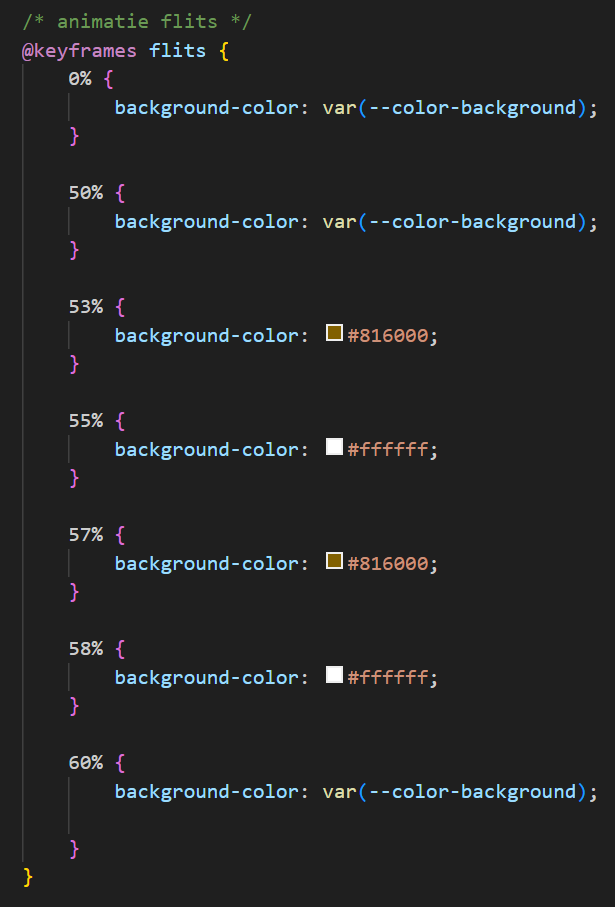 /* animatie flits */
@keyframes flits {
    0% {
        background-color: var(--color-background);
    }

    50% {
        background-color: var(--color-background);
    }

    53% {
        background-color: #816000;
    }

    55% {
        background-color: #ffffff;
    }

    57% {
        background-color: #816000;
    }

    58% {
        background-color: #ffffff;
    }

    60% {
        background-color: var(--color-background);

    }
}